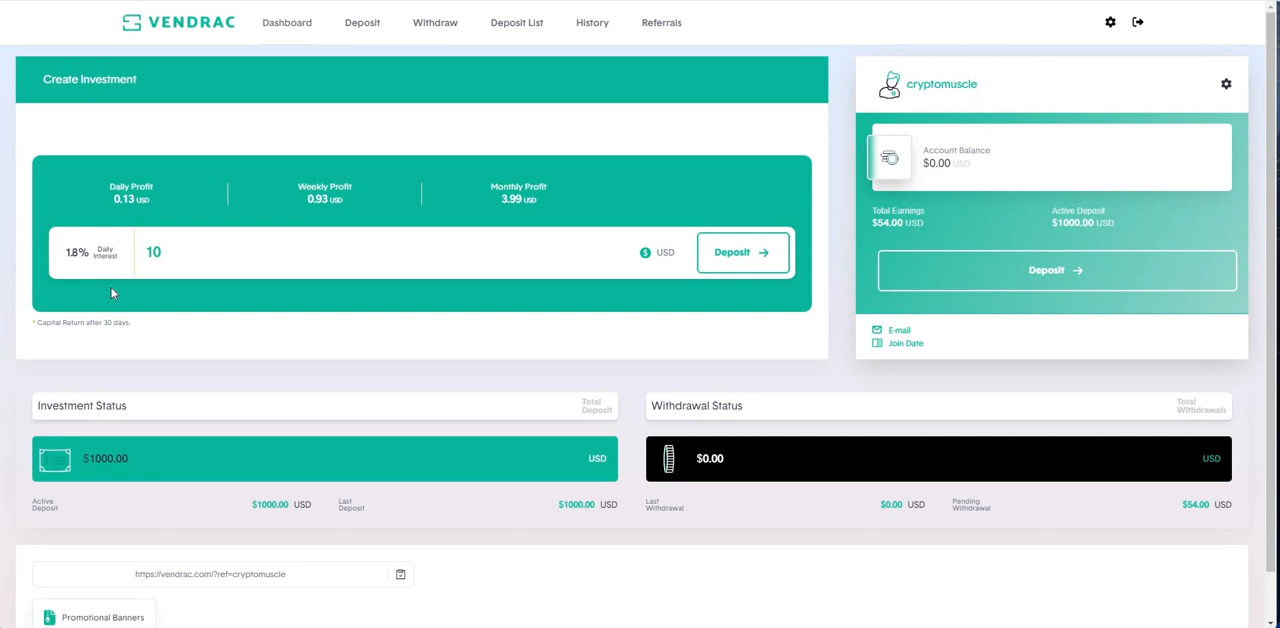 VENDRAC Dashboard Deposit Withdraw Deposit List History Referrals
Create Investment
Daily Profit
0.13 USD
Weekly Profit
0.93 USD
Monthly Profit
3.99 USD
1.8% Daily Interest
10
USD
Deposit
* Capital Return after 30 days.
cryptomuscle
Account Balance
$0.00 USD
Total Earnings
$54.00 USD
Active Deposit
$1000.00 USD
Deposit
E-mail
Join Date
Investment Status
Total
Deposit
$1000.00 USD
Active
Deposit
$1000.00 USD
Last
Deposit
$1000.00 USD
Withdrawal Status
Total
Withdrawals
$0.00 USD
Last
Withdrawal
$0.00 USD
Pending
Withdrawal
$54.00 USD
https://vendrac.com/?ref=cryptomuscle
Promotional Banners